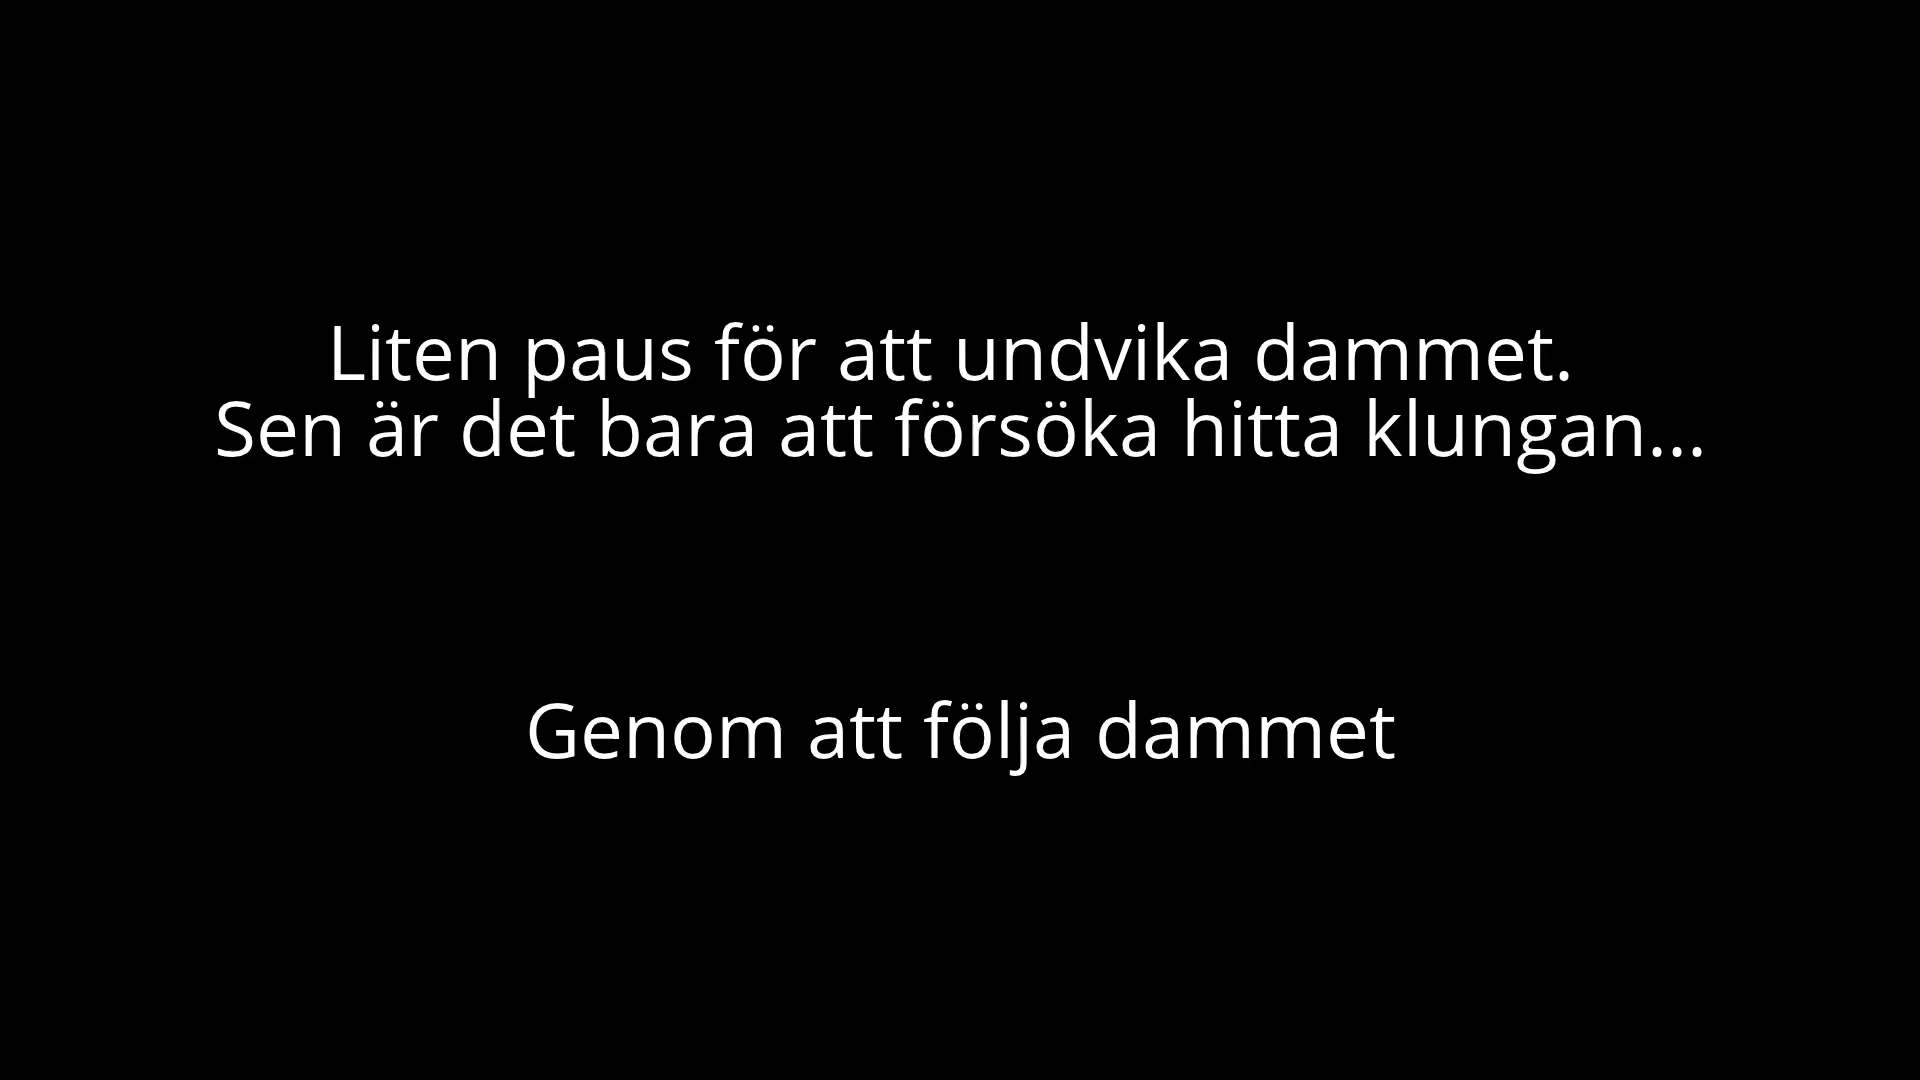 Liten paus för att undvika dammet.
Sen är det bara att försöka hitta klungan...
Genom att följa dammet